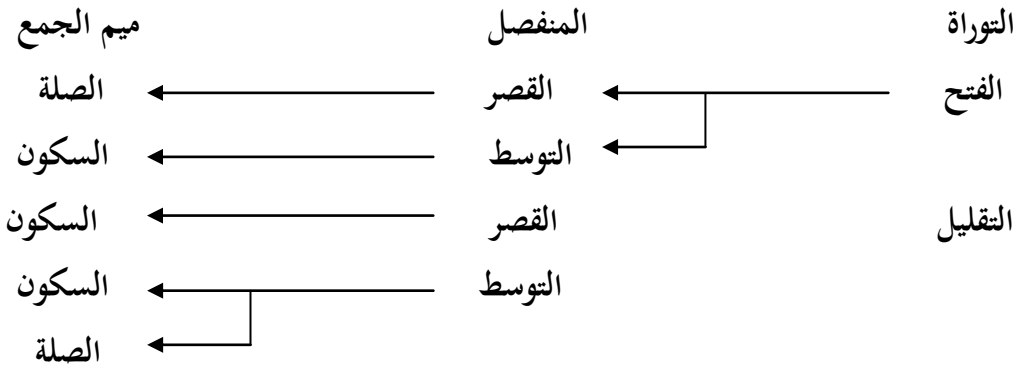 التوراة المنفصل ميم الجمع
الفتح القصر الصلة
التوسط السكون
التقليل القصر السكون
التوسط السكون
الصلة